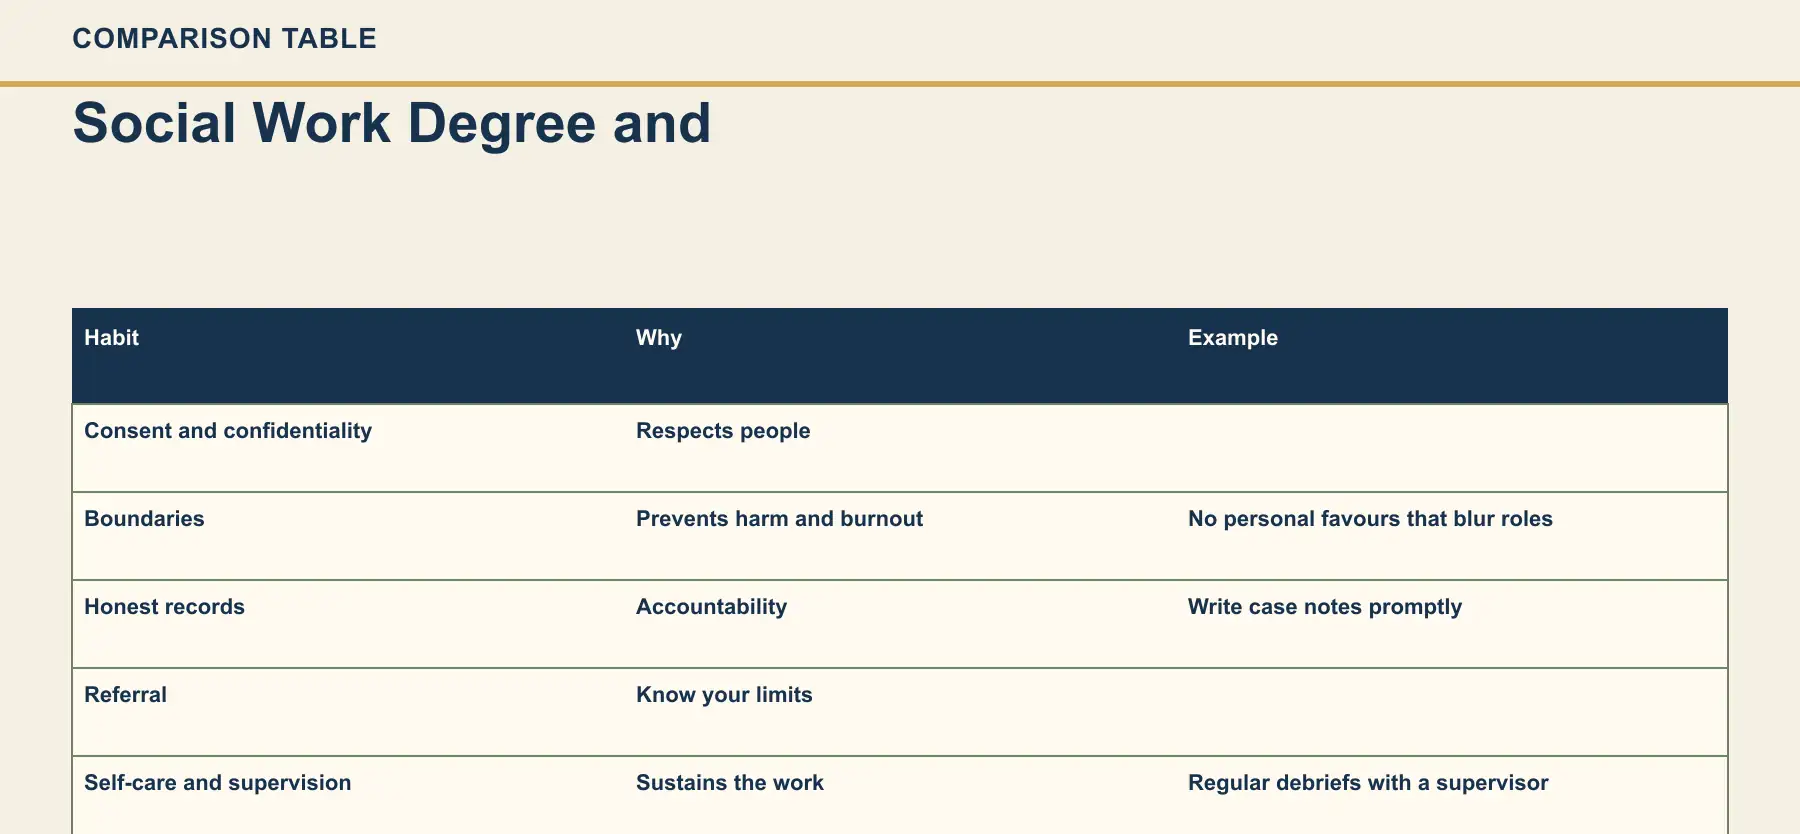 COMPARISON TABLE
Social Work Degree and
Habit Why Example
Consent and confidentiality Respects people
Boundaries Prevents harm and burnout No personal favours that blur roles
Honest records Accountability Write case notes promptly
Referral Know your limits
Self-care and supervision Sustains the work Regular debriefs with a supervisor